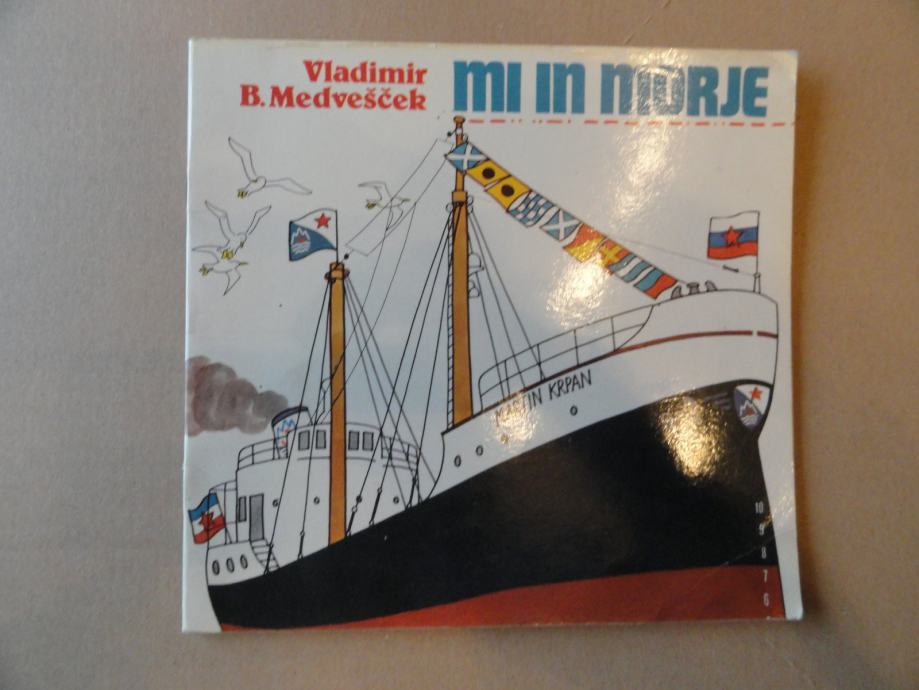 Vladimir
B. Medvešček
MI IN MORJE
MARTIN KRPAN
10
9
8
7
6